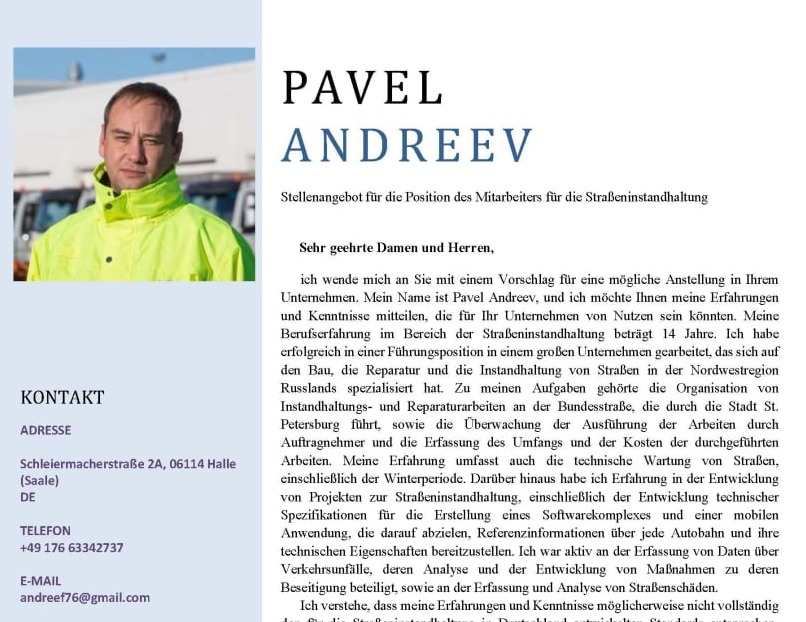 PAVEL
ANDREEV
Stellenangebot für die Position des Mitarbeiters für die Straßeninstandhaltung
Sehr geehrte Damen und Herren,
ich wende mich an Sie mit einem Vorschlag für eine mögliche Anstellung in Ihrem
Unternehmen. Mein Name ist Pavel Andreev, und ich möchte Ihnen meine Erfahrungen
und Kenntnisse mitteilen, die für Ihr Unternehmen von Nutzen sein könnten. Meine
Berufserfahrung im Bereich der Straßeninstandhaltung beträgt 14 Jahre. Ich habe
erfolgreich in einer Führungsposition in einem großen Unternehmen gearbeitet, das sich auf
den Bau, die Reparatur und die Instandhaltung von Straßen in der Nordwestregion
Russlands spezialisiert hat. Zu meinen Aufgaben gehörte die Organisation von
Instandhaltungs- und Reparaturarbeiten an der Bundesstraße, die durch die Stadt St.
Petersburg führt, sowie die Überwachung der Ausführung der Arbeiten durch
Auftragnehmer und die Erfassung des Umfangs und der Kosten der durchgeführten
Arbeiten. Meine Erfahrung umfasst auch die technische Wartung von Straßen,
einschließlich der Winterperiode. Darüber hinaus habe ich Erfahrung in der Entwicklung
von Projekten zur Straßeninstandhaltung, einschließlich der Entwicklung technischer
Spezifikationen für die Erstellung eines Softwarekomplexes und einer mobilen
Anwendung, die darauf abzielen, Referenzinformationen über jede Autobahn und ihre
technischen Eigenschaften bereitzustellen. Ich war aktiv an der Erfassung von Daten über
Verkehrsunfälle, deren Analyse und der Entwicklung von Maßnahmen zu deren
Beseitigung beteiligt, sowie an der Erfassung und Analyse von Straßenschäden.
Ich verstehe, dass meine Erfahrungen und Kenntnisse möglicherweise nicht vollständig
KONTAKT
ADRESSE
Schleiermacherstraße 2A, 06114 Halle
(Saale)
DE
TELEFON
+49 176 63342737
E-MAIL
andreef76@gmail.com